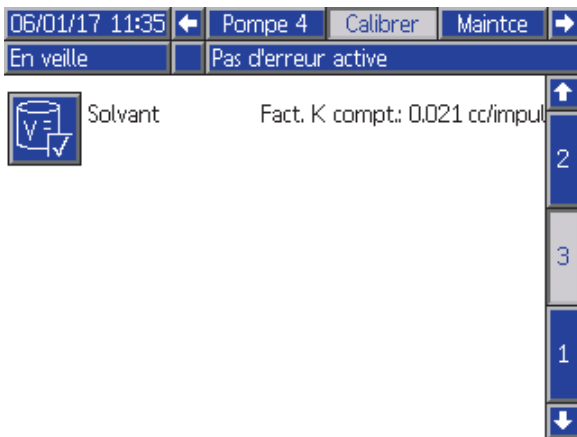 06/01/17 11:35 Pompe 4 Calibrer Maintce
En veille Pas d'erreur active
Solvant Fact. K compt.: 0.021 cc/impul
2
3
1